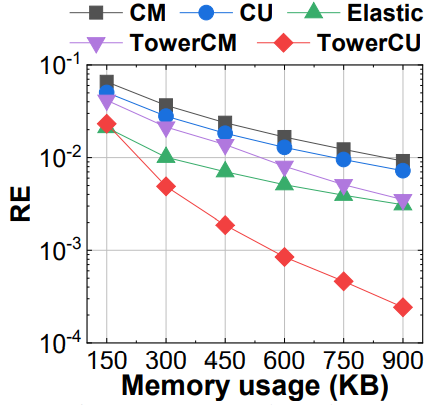 CM CU Elastic
TowerCM TowerCU
10⁻¹
10⁻²
10⁻³
10⁻⁴
RE
150 300 450 600 750 900
Memory usage (KB)